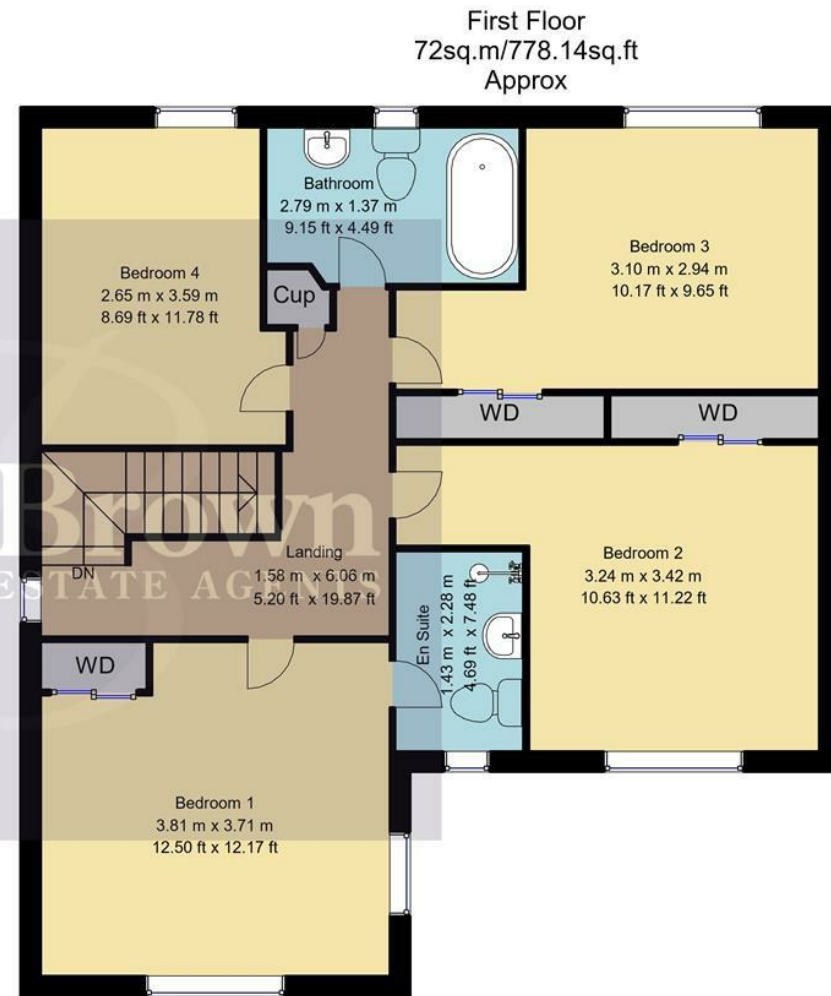 First Floor
72sq.m/778.14sq.ft
Approx
Bathroom
2.79 m x 1.37 m
9.15 ft x 4.49 ft
Bedroom 3
3.10 m x 2.94 m
10.17 ft x 9.65 ft
Bedroom 4
2.65 m x 3.59 m
8.69 ft x 11.78 ft
Cup
WD
WD
Brown
ESTATE AGENTS
DN
Landing
1.58 m x 6.06 m
5.20 ft x 19.87 ft
En Suite
1.43 m x 2.28 m
4.69 ft x 7.48 ft
Bedroom 2
3.24 m x 3.42 m
10.63 ft x 11.22 ft
WD
Bedroom 1
3.81 m x 3.71 m
12.50 ft x 12.17 ft